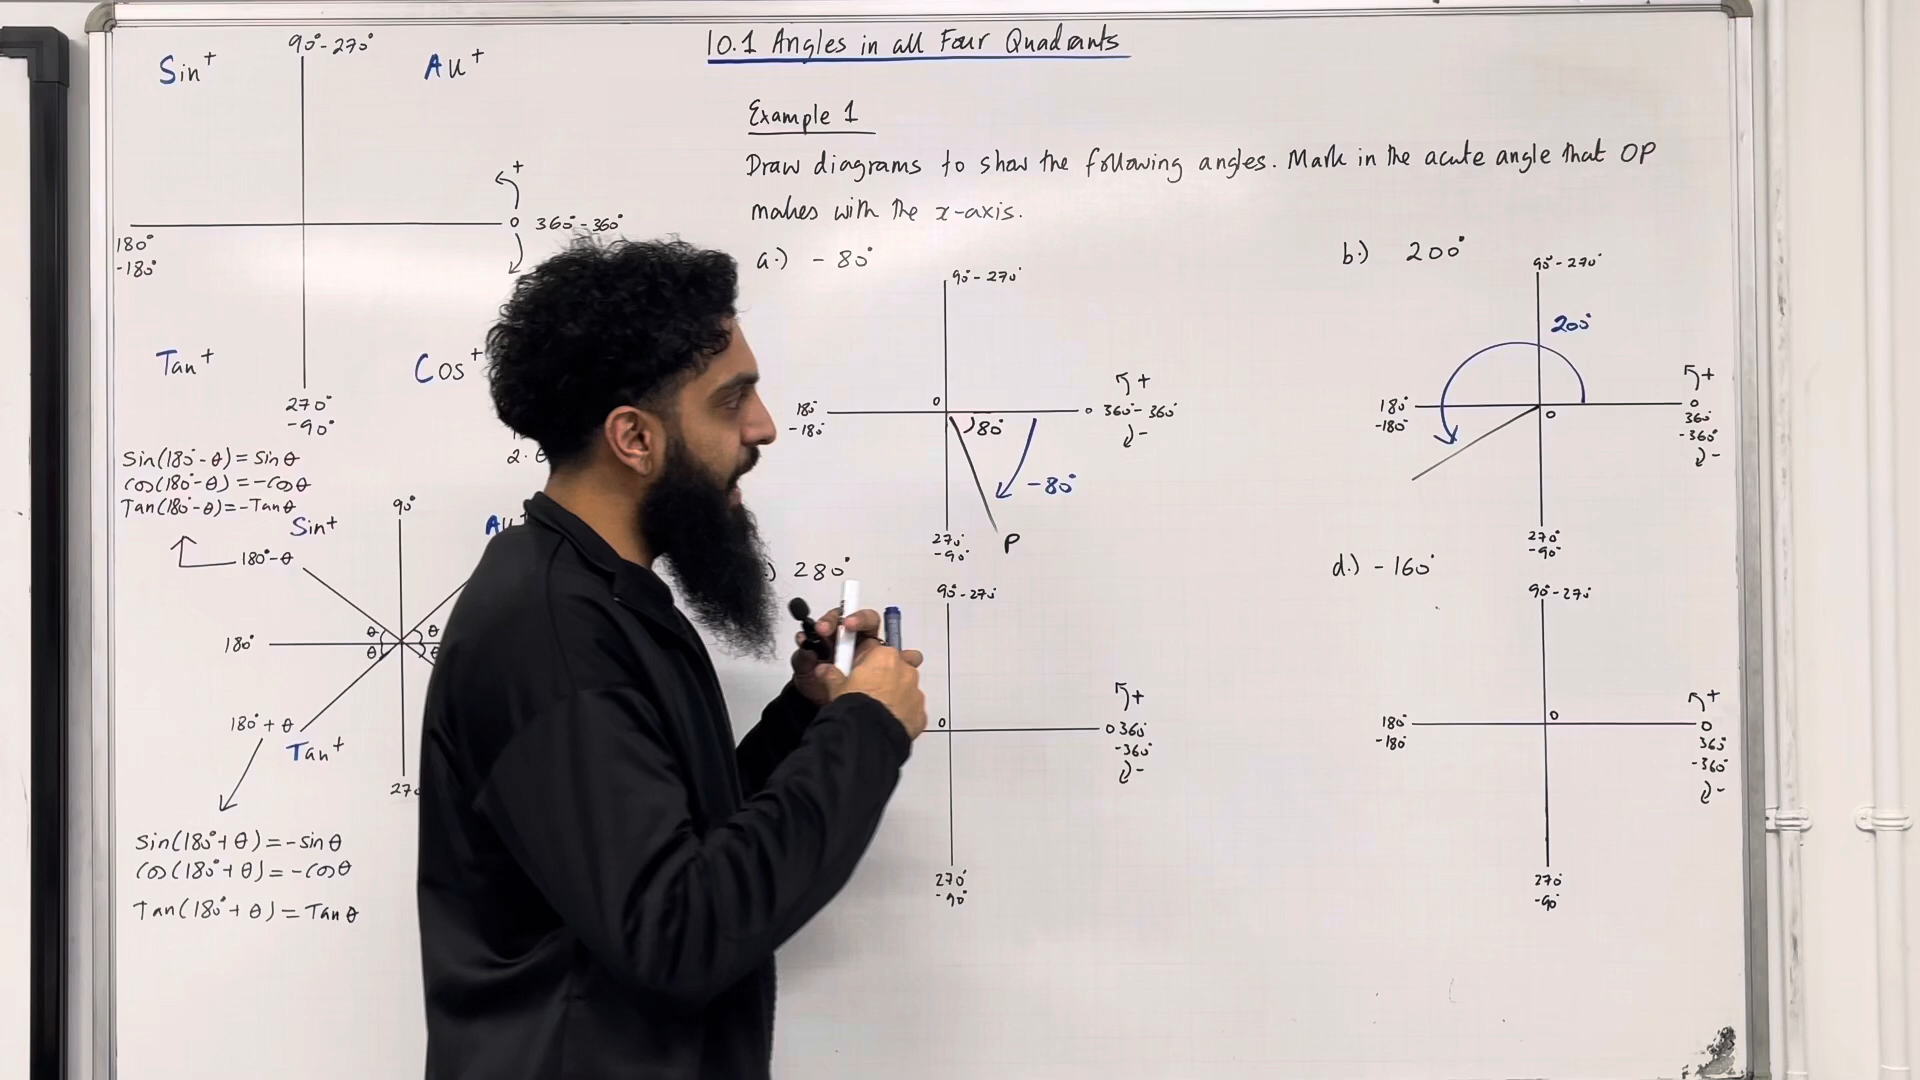 10.1 Angles in all Four Quadrants
Example 1
Draw diagrams to show the following angles. Mark in the acute angle that OP
makes with the x-axis.
90° -270°
Sin+
All+
+
0 360° -360°
180°
-180°
Tan+
Cos+
270°
-90°
Sin(180°-θ) = Sinθ
Cos(180°-θ) = -Cosθ
Tan(180°-θ) = -Tanθ
2. θ
Sin+
90°
180°-θ
180°
θ θ
θ θ
180° + θ
Tan+
Sin(180°+θ) = -Sinθ
Cos(180°+θ) = -Cosθ
Tan(180°+θ) = Tanθ
a.) -80°
90° -270°
180°
-180°
0
0 360° -360°
+
-
80°
-80°
270°
-90°
P
b.) 200°
90° -270°
200°
180°
-180°
0
+
0
360°
-360°
-
270°
-90°
) 280°
90° -270°
0
+
0 360°
-360°
-
270°
-90°
d.) -160°
90° -270°
180°
-180°
0
+
0
360°
-360°
-
270°
-90°